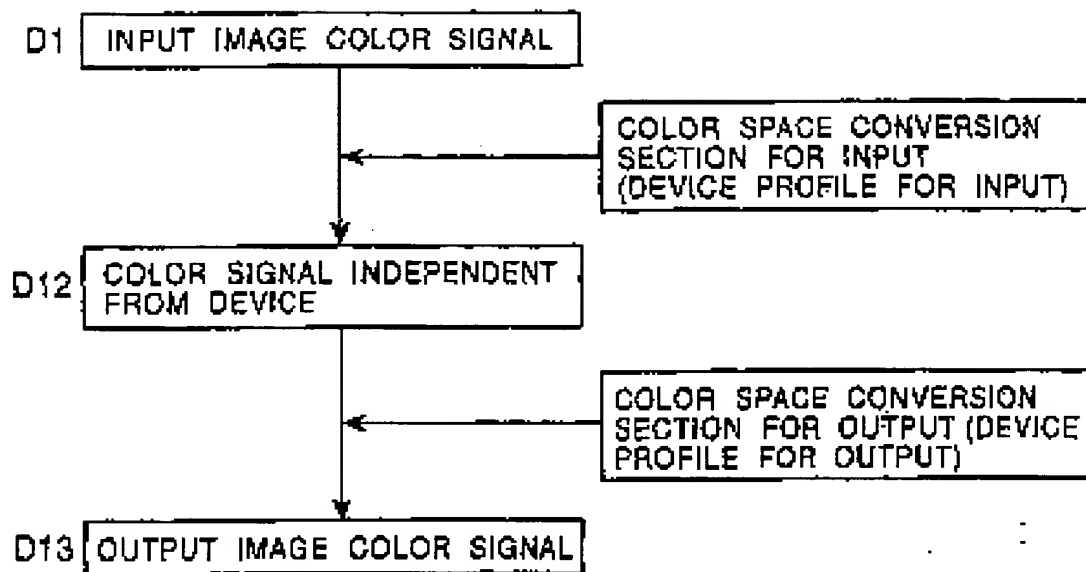 D1 INPUT IMAGE COLOR SIGNAL
COLOR SPACE CONVERSION
SECTION FOR INPUT
(DEVICE PROFILE FOR INPUT)
D12 COLOR SIGNAL INDEPENDENT
FROM DEVICE
COLOR SPACE CONVERSION
SECTION FOR OUTPUT (DEVICE
PROFILE FOR OUTPUT)
D13 OUTPUT IMAGE COLOR SIGNAL